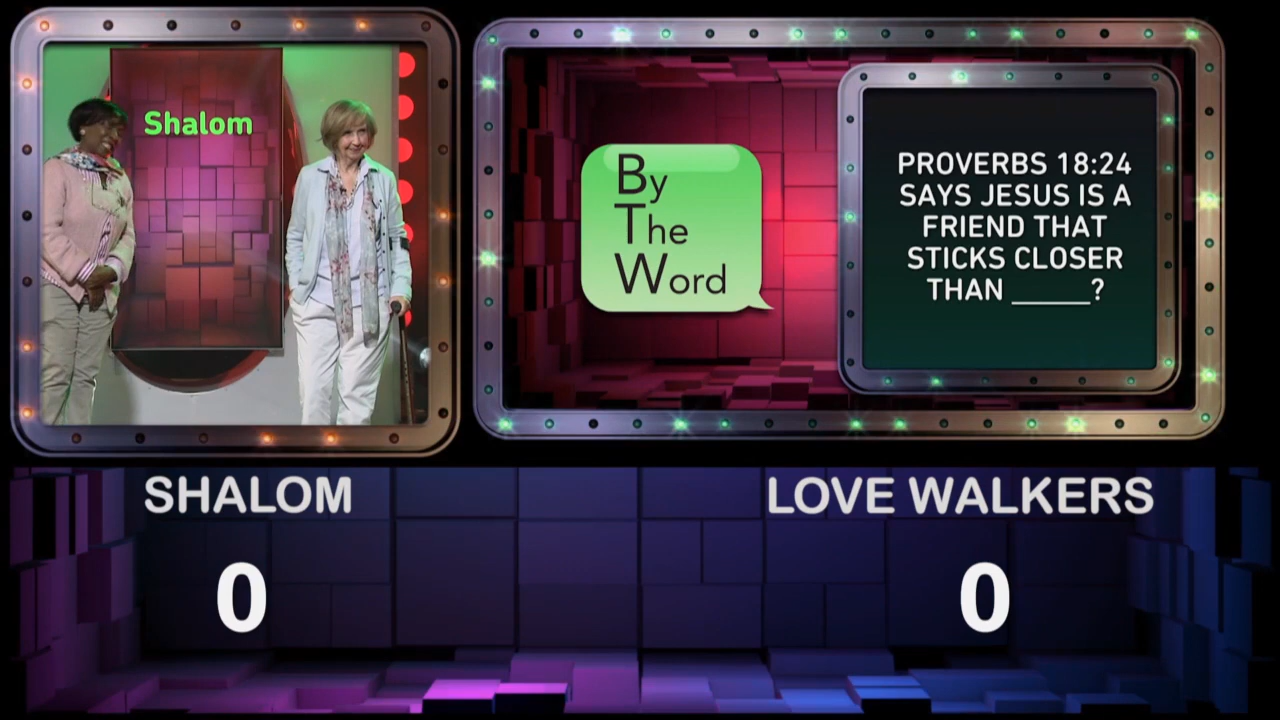 Shalom
By
The
Word
PROVERBS 18:24
SAYS JESUS IS A
FRIEND THAT
STICKS CLOSER
THAN ______?
SHALOM
LOVE WALKERS
0
0